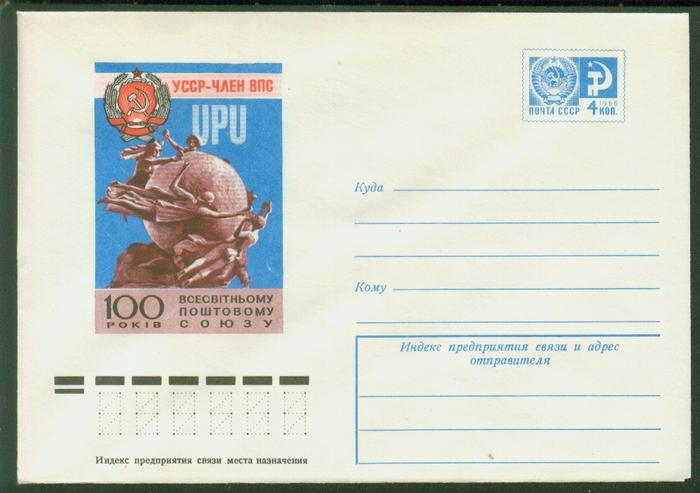 УССР-ЧЛЕН ВПС
UPU
100 РОКІВ
ВСЕСВІТНЬОМУ
ПОШТОВОМУ
СОЮЗУ
1966
ПОЧТА СССР 4 КОП.
Куда
Кому
Индекс предприятия связи и адрес
отправителя
Индекс предприятия связи места назначения